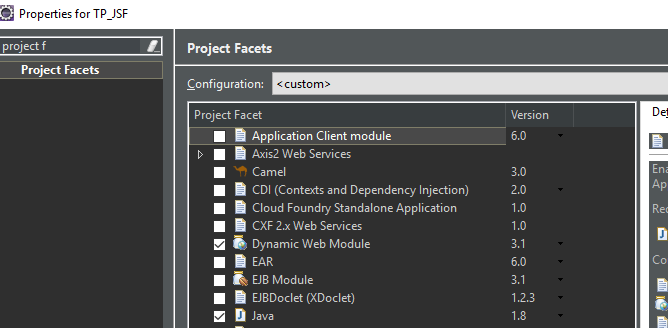 Properties for TP_JSF
project f
Project Facets
Project Facets
Configuration: <custom>
Project Facet Version
Application Client module 6.0
Axis2 Web Services
Camel 3.0
CDI (Contexts and Dependency Injection) 2.0
Cloud Foundry Standalone Application 1.0
CXF 2.x Web Services 1.0
Dynamic Web Module 3.1
EAR 6.0
EJB Module 3.1
EJBDoclet (XDoclet) 1.2.3
Java 1.8